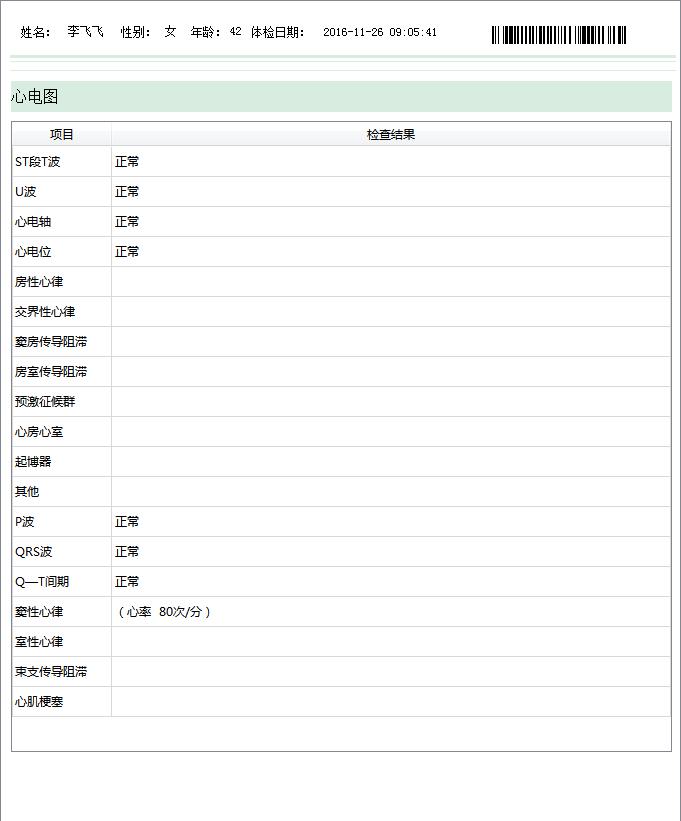 姓名： 李飞飞 性别： 女 年龄： 42 体检日期： 2016-11-26 09:05:41
心电图
项目 检查结果
ST段T波 正常
U波 正常
心电轴 正常
心电位 正常
房性心律
交界性心律
窦房传导阻滞
房室传导阻滞
预激征候群
心房心室
起博器
其他
P波 正常
QRS波 正常
Q—T间期 正常
窦性心律 （心率 80次/分）
室性心律
束支传导阻滞
心肌梗塞